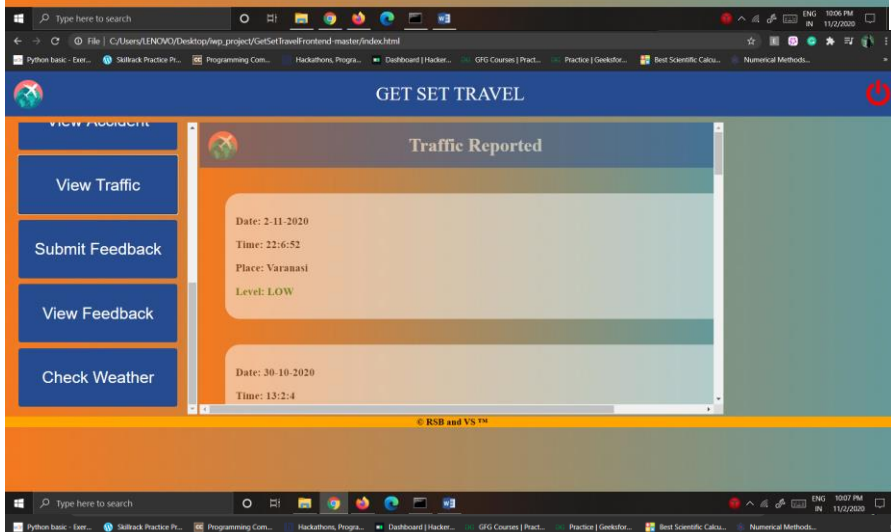 Type here to search
ENG 10:06 PM
IN 11/2/2020
File | C:/Users/LENOVO/Desktop/iwp_project/GetSetTravelFrontend-master/index.html
Python basic - Exer... Skillrack Practice Pr... Programming Com... Hackathons, Progra... Dashboard | Hacker... GFG Courses | Pract... Practice | Geeksfor... Best Scientific Calcu... Numerical Methods...
GET SET TRAVEL
View Accident
View Traffic
Submit Feedback
View Feedback
Check Weather
Traffic Reported
Date: 2-11-2020
Time: 22:6:52
Place: Varanasi
Level: LOW
Date: 30-10-2020
Time: 13:2:4
© RSB and VS ™
Type here to search
ENG 10:07 PM
IN 11/2/2020
Python basic - Exer... Skillrack Practice Pr... Programming Com... Hackathons, Progra... Dashboard | Hacker... GFG Courses | Pract... Practice | Geeksfor... Best Scientific Calcu... Numerical Methods...